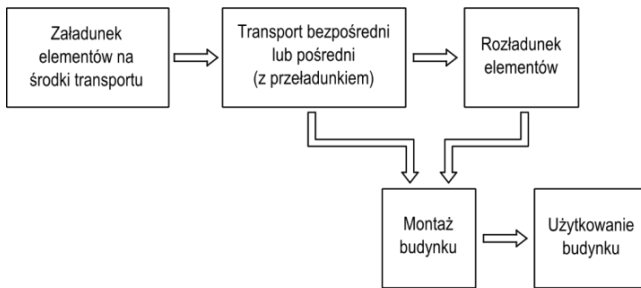 Załadunek
elementów na
środki transportu
Transport bezpośredni
lub pośredni
(z przeładunkiem)
Rozładunek
elementów
Montaż
budynku
Użytkowanie
budynku